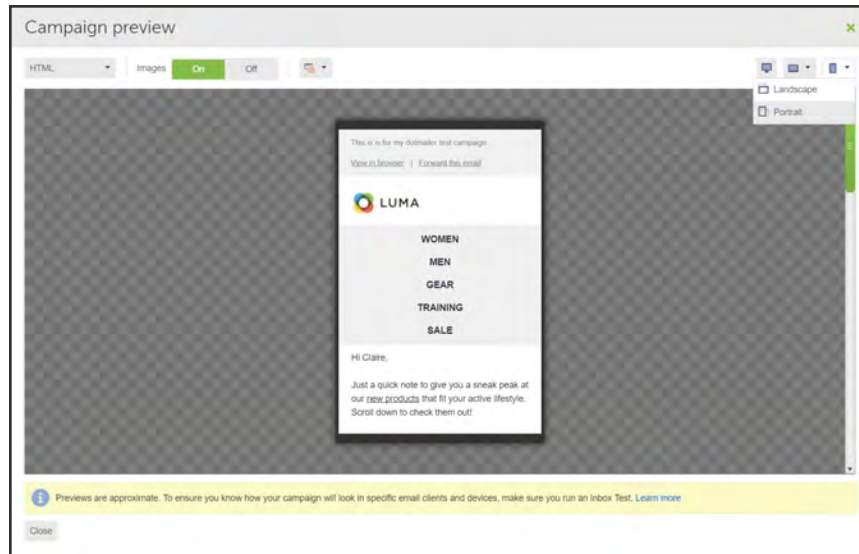 Campaign preview
HTML Images On Off
Landscape
Portrait
This is is for my dotmailer test campaign
View in browser | Forward this email
LUMA
WOMEN
MEN
GEAR
TRAINING
SALE
Hi Claire,
Just a quick note to give you a sneak peak at
our new products that fit your active lifestyle.
Scroll down to check them out!
Previews are approximate. To ensure you know how your campaign will look in specific email clients and devices, make sure you run an Inbox Test. Learn more
Close